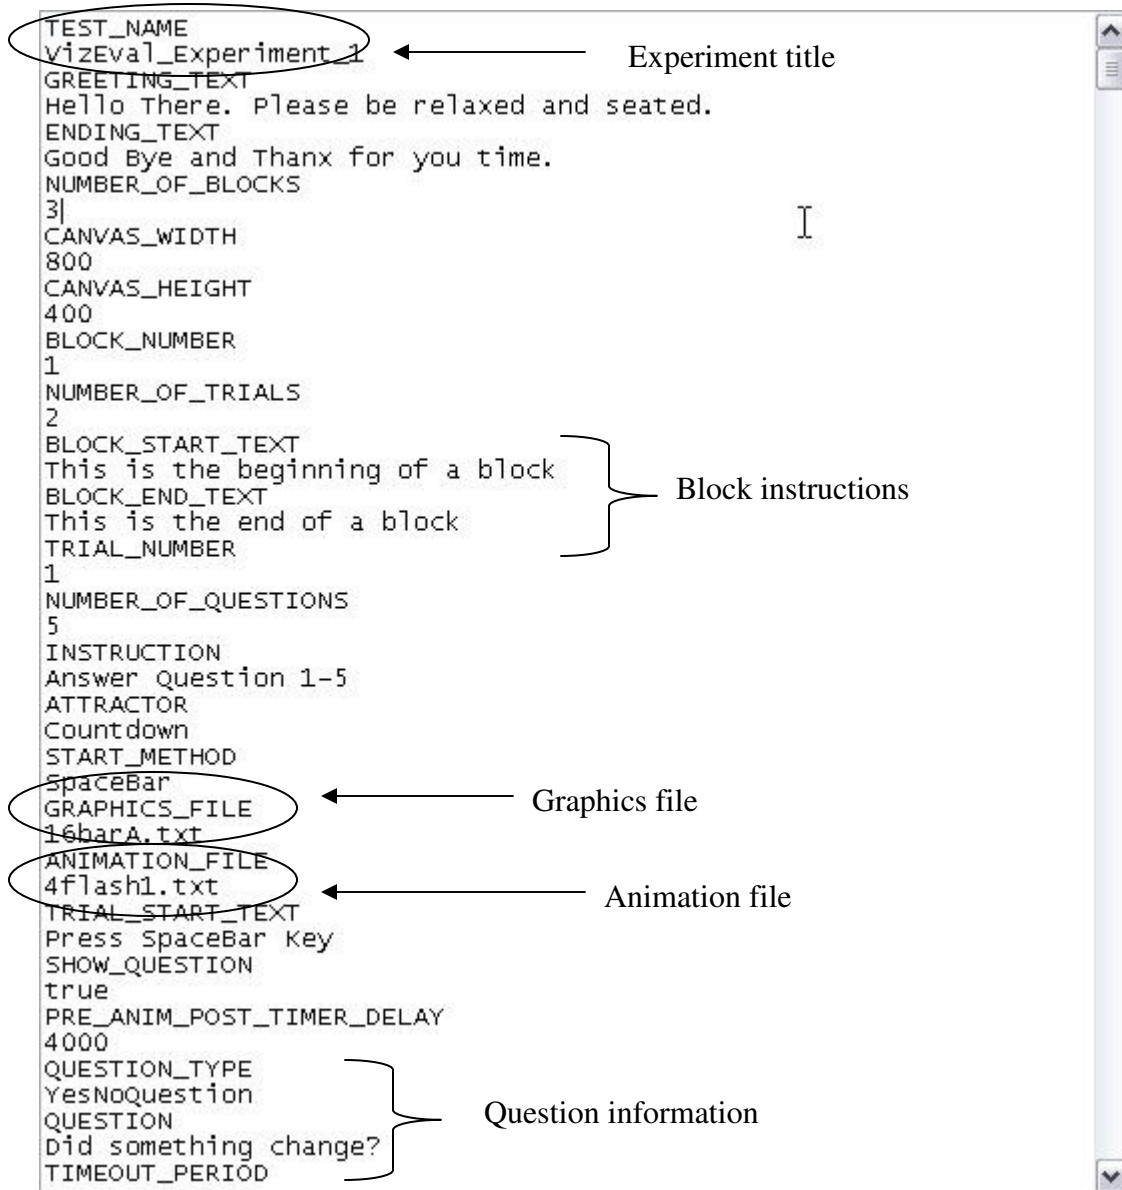 TEST_NAME
VizEval_Experiment_1
Experiment title
GREETING_TEXT
Hello There. Please be relaxed and seated.
ENDING_TEXT
Good Bye and Thanx for you time.
NUMBER_OF_BLOCKS
3
CANVAS_WIDTH
800
CANVAS_HEIGHT
400
BLOCK_NUMBER
1
NUMBER_OF_TRIALS
2
BLOCK_START_TEXT
This is the beginning of a block
BLOCK_END_TEXT
Block instructions
This is the end of a block
TRIAL_NUMBER
1
NUMBER_OF_QUESTIONS
5
INSTRUCTION
Answer Question 1-5
ATTRACTOR
Countdown
START_METHOD
SpaceBar
GRAPHICS_FILE
Graphics file
16barA.txt
ANIMATION_FILE
4flash1.txt
Animation file
TRIAL_START_TEXT
Press SpaceBar Key
SHOW_QUESTION
true
PRE_ANIM_POST_TIMER_DELAY
4000
QUESTION_TYPE
YesNoQuestion
QUESTION
Question information
Did something change?
TIMEOUT_PERIOD